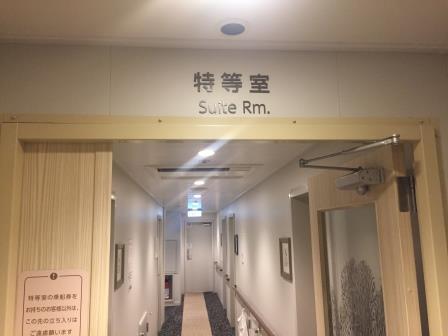 特等室
Suite Rm.
特等室の乗船券を
お持ちのお客様以外は、
この先の立ち入りは
ご遠慮願います